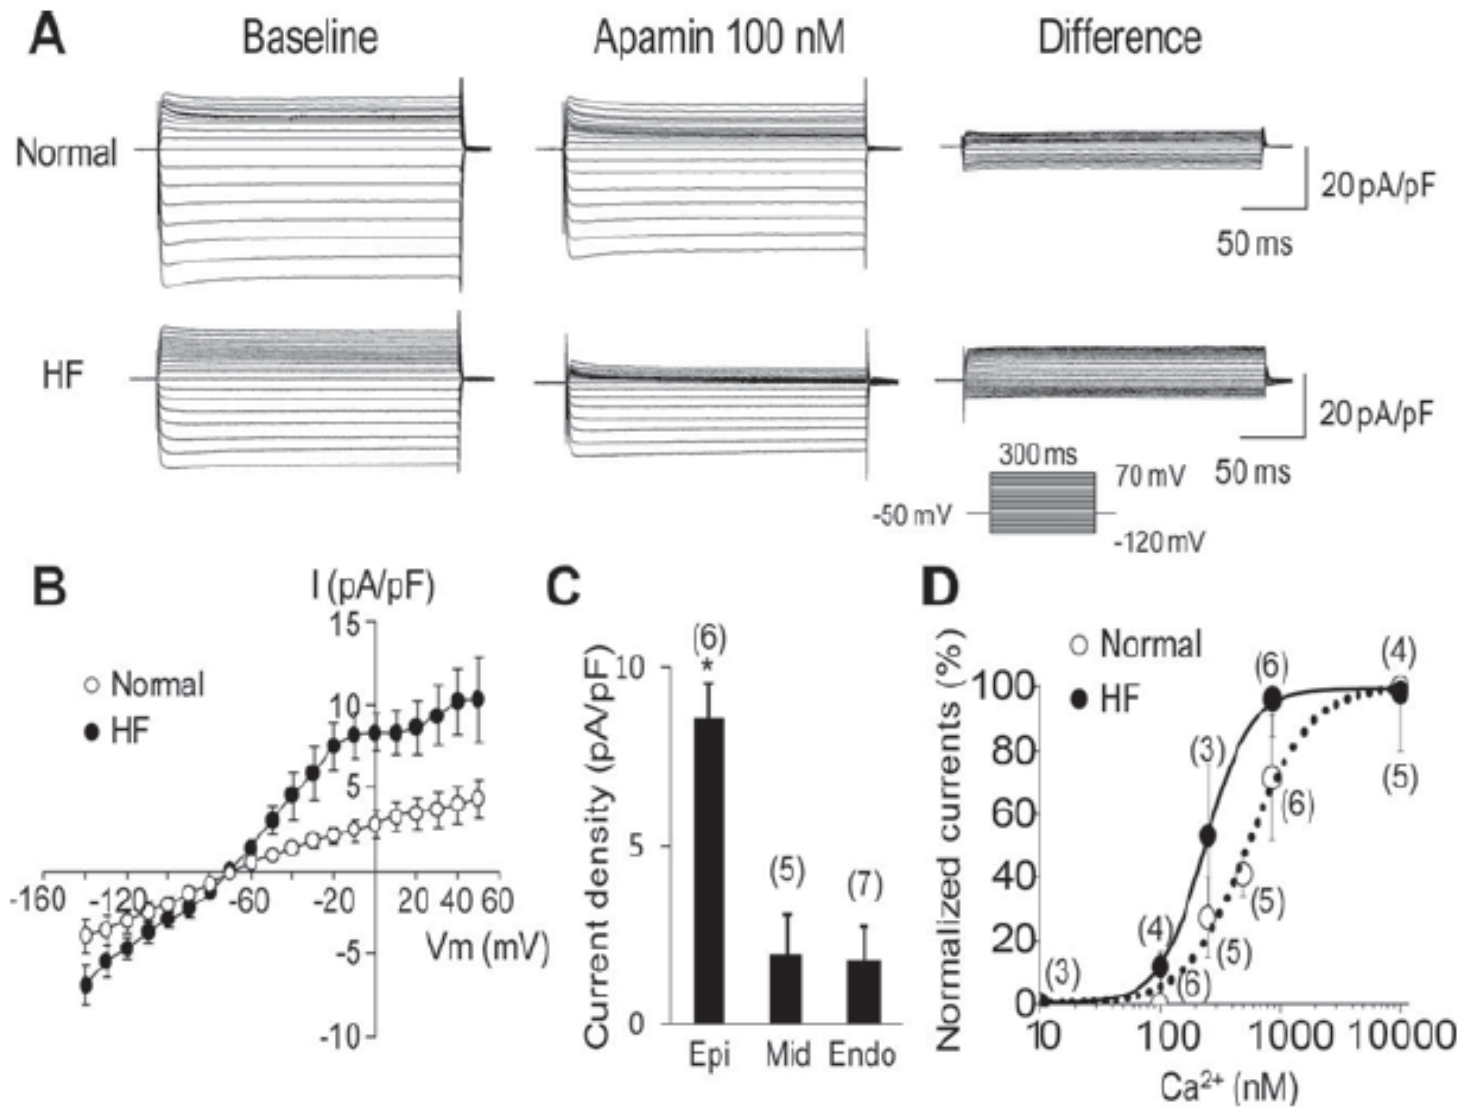 A
Baseline
Apamin 100 nM
Difference
Normal
20 pA/pF
50 ms
HF
20 pA/pF
50 ms
300 ms
70 mV
-50 mV
-120 mV
B
I (pA/pF)
Normal
HF
15
10
5
-5
-10
-160
-120
-60
-20
20
40
60
Vm (mV)
C
Current density (pA/pF)
10
5
0
(6)
*
(5)
(7)
Epi
Mid
Endo
D
Normal
HF
Normalized currents (%)
100
80
60
40
20
0
(3)
(4)
(6)
(3)
(5)
(5)
(6)
(6)
(4)
(5)
10
100
1000
10000
Ca²⁺ (nM)